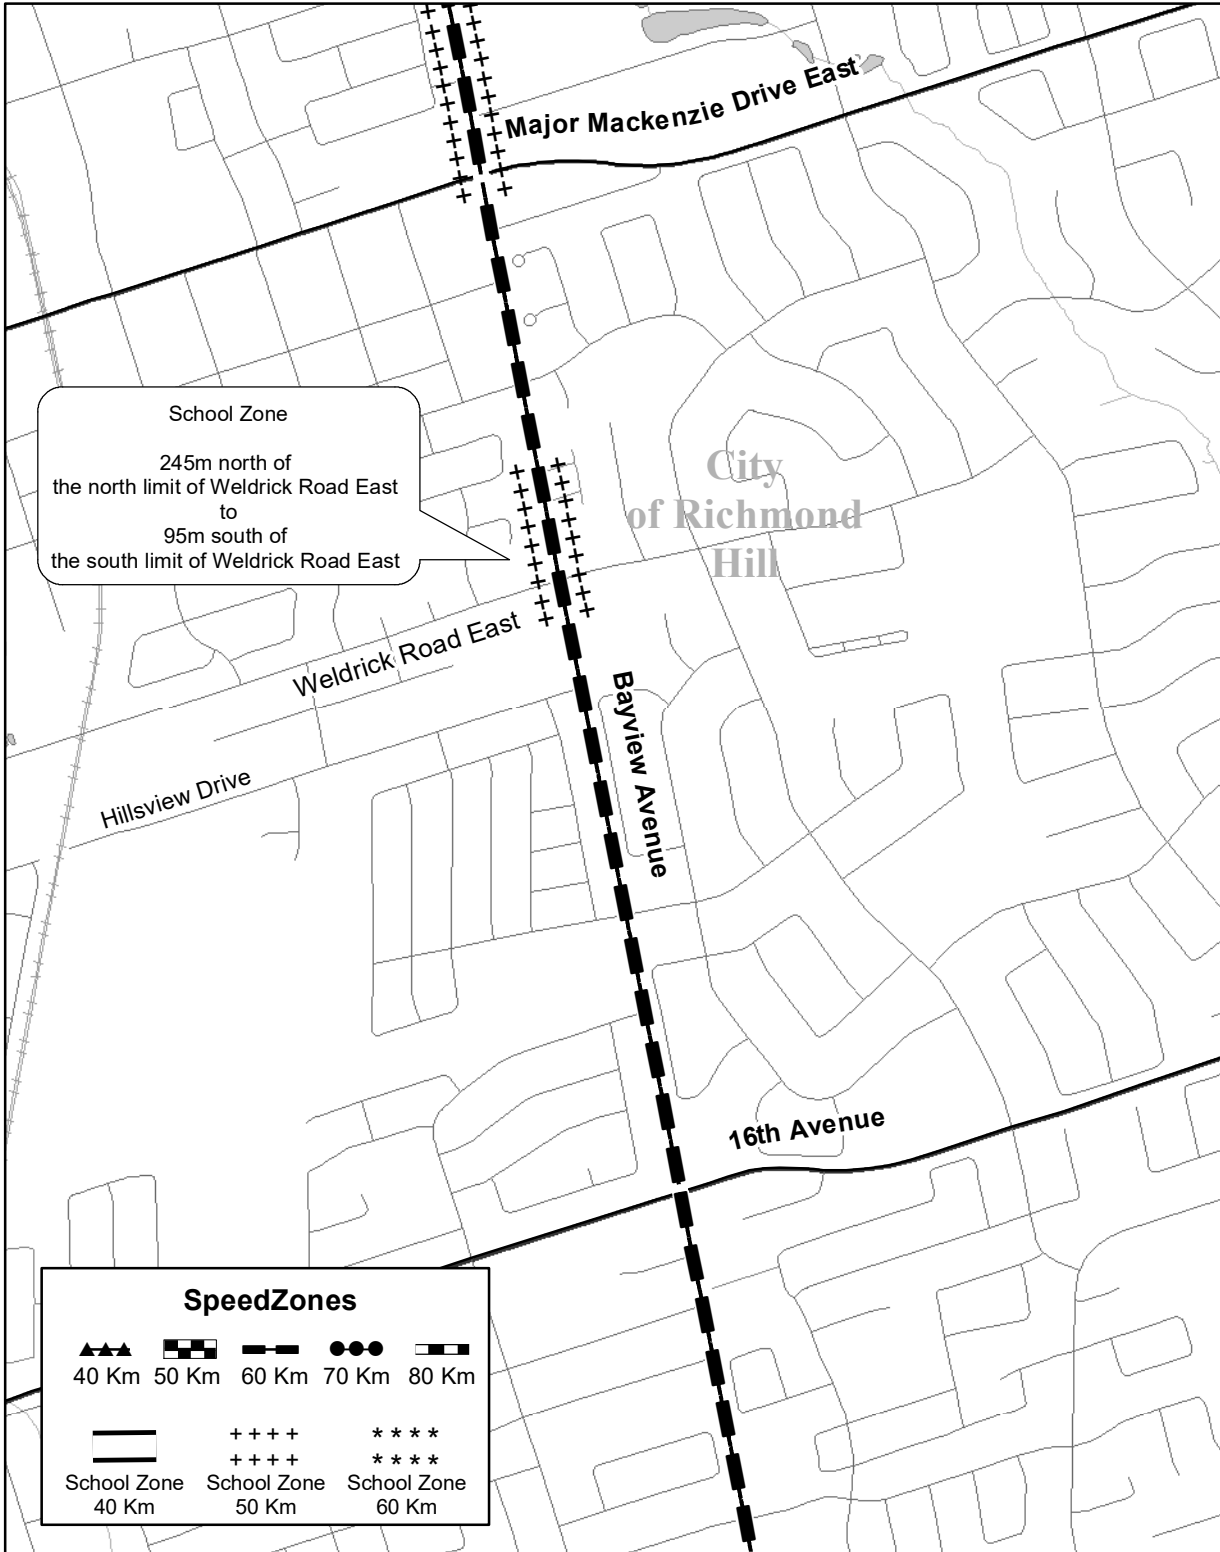 Major Mackenzie Drive East
School Zone
245m north of
the north limit of Weldrick Road East
to
95m south of
the south limit of Weldrick Road East
City
of Richmond
Hill
Weldrick Road East
Bayview Avenue
Hillsview Drive
16th Avenue
SpeedZones
40 Km 50 Km 60 Km 70 Km 80 Km
School Zone School Zone School Zone
40 Km 50 Km 60 Km